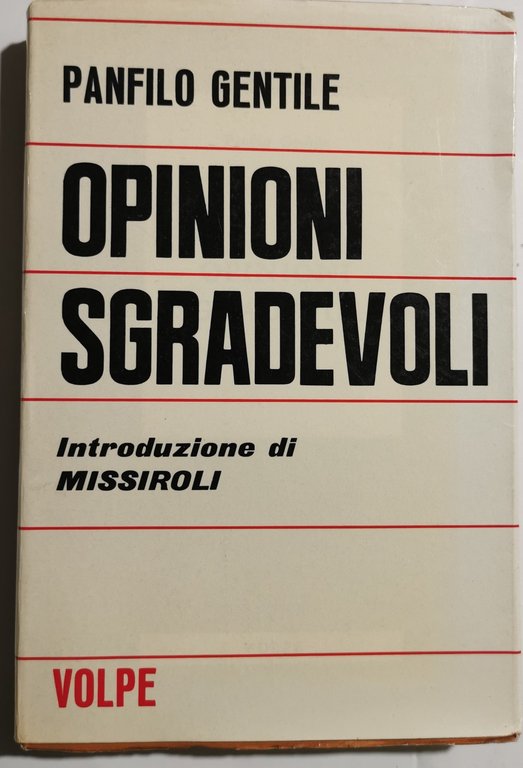 PANFILO GENTILE
OPINIONI
SGRADEVOLI
Introduzione di
MISSIROLI
VOLPE